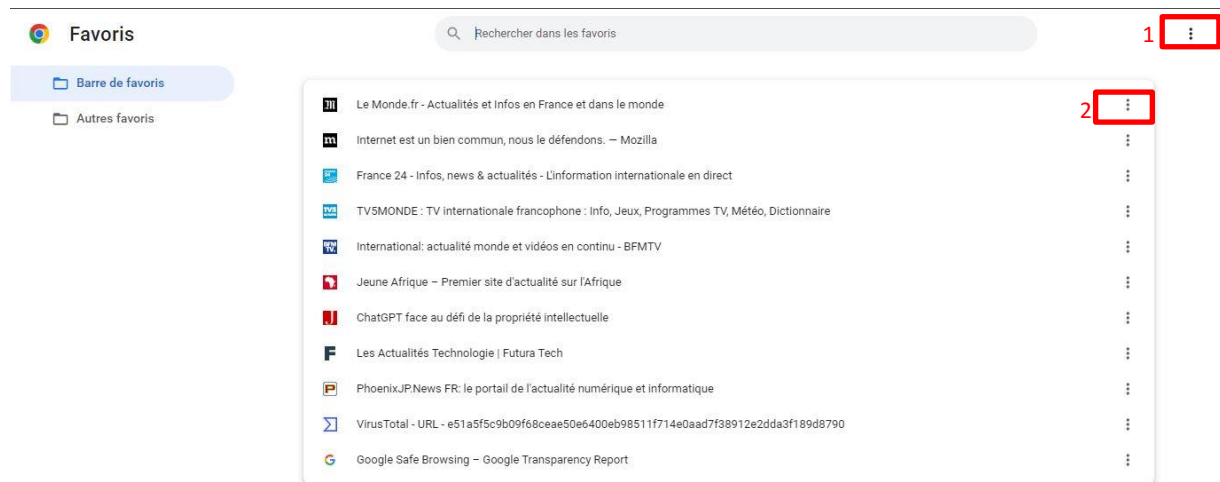 Favoris
Rechercher dans les favoris
1
Barre de favoris
Autres favoris
Le Monde.fr - Actualités et Infos en France et dans le monde
2
Internet est un bien commun, nous le défendons. — Mozilla
France 24 - Infos, news & actualités - L'information internationale en direct
TV5MONDE : TV internationale francophone : Info, Jeux, Programmes TV, Météo, Dictionnaire
International: actualité monde et vidéos en continu - BFMTV
Jeune Afrique – Premier site d'actualité sur l'Afrique
ChatGPT face au défi de la propriété intellectuelle
Les Actualités Technologie | Futura Tech
PhoenixJP.News FR: le portail de l'actualité numérique et informatique
VirusTotal - URL - e51a5f5c9b09f68ceae50e6400eb98511f714e0aad7f38912e2dda3f189d8790
Google Safe Browsing – Google Transparency Report